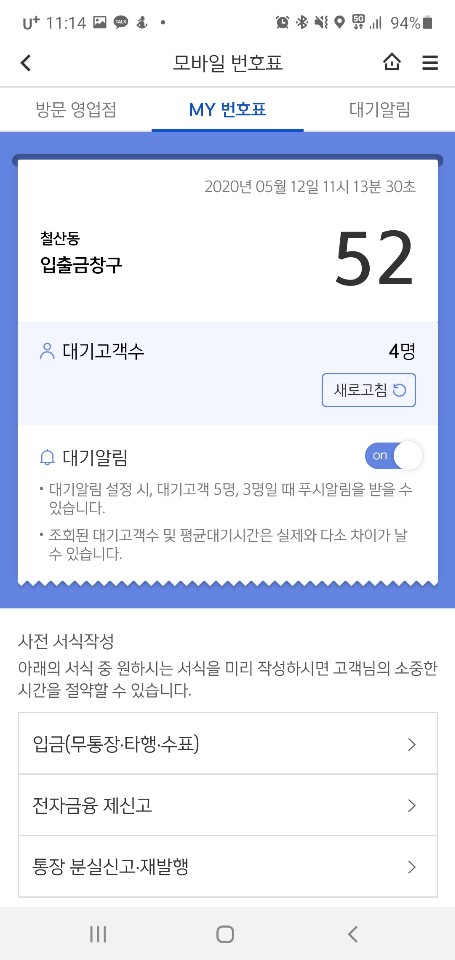 U+ 11:14 TALK 5G 94%
모바일 번호표
방문 영업점 MY 번호표 대기알림
2020년 05월 12일 11시 13분 30초
철산동
입출금창구
52
대기고객수 4명
새로고침
대기알림 on
• 대기알림 설정 시, 대기고객 5명, 3명일 때 푸시알림을 받을 수
있습니다.
• 조회된 대기고객수 및 평균대기시간은 실제와 다소 차이가 날
수 있습니다.
사전 서식작성
아래의 서식 중 원하시는 서식을 미리 작성하시면 고객님의 소중한
시간을 절약할 수 있습니다.
입금(무통장·타행·수표)
전자금융 제신고
통장 분실신고·재발행